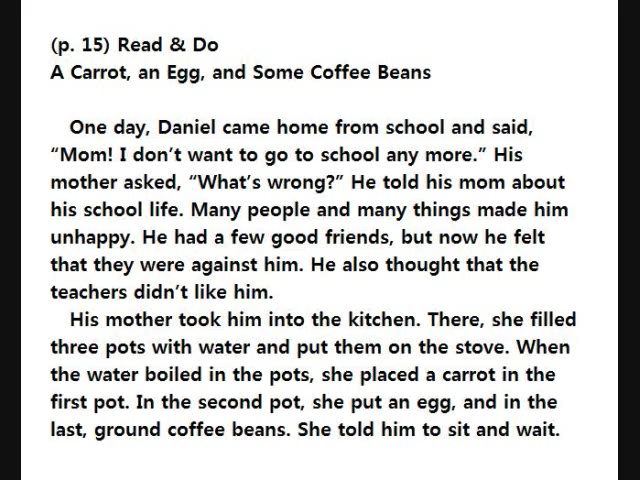 (p. 15) Read & Do
A Carrot, an Egg, and Some Coffee Beans
One day, Daniel came home from school and said,
“Mom! I don’t want to go to school any more.” His
mother asked, “What’s wrong?” He told his mom about
his school life. Many people and many things made him
unhappy. He had a few good friends, but now he felt
that they were against him. He also thought that the
teachers didn’t like him.
His mother took him into the kitchen. There, she filled
three pots with water and put them on the stove. When
the water boiled in the pots, she placed a carrot in the
first pot. In the second pot, she put an egg, and in the
last, ground coffee beans. She told him to sit and wait.